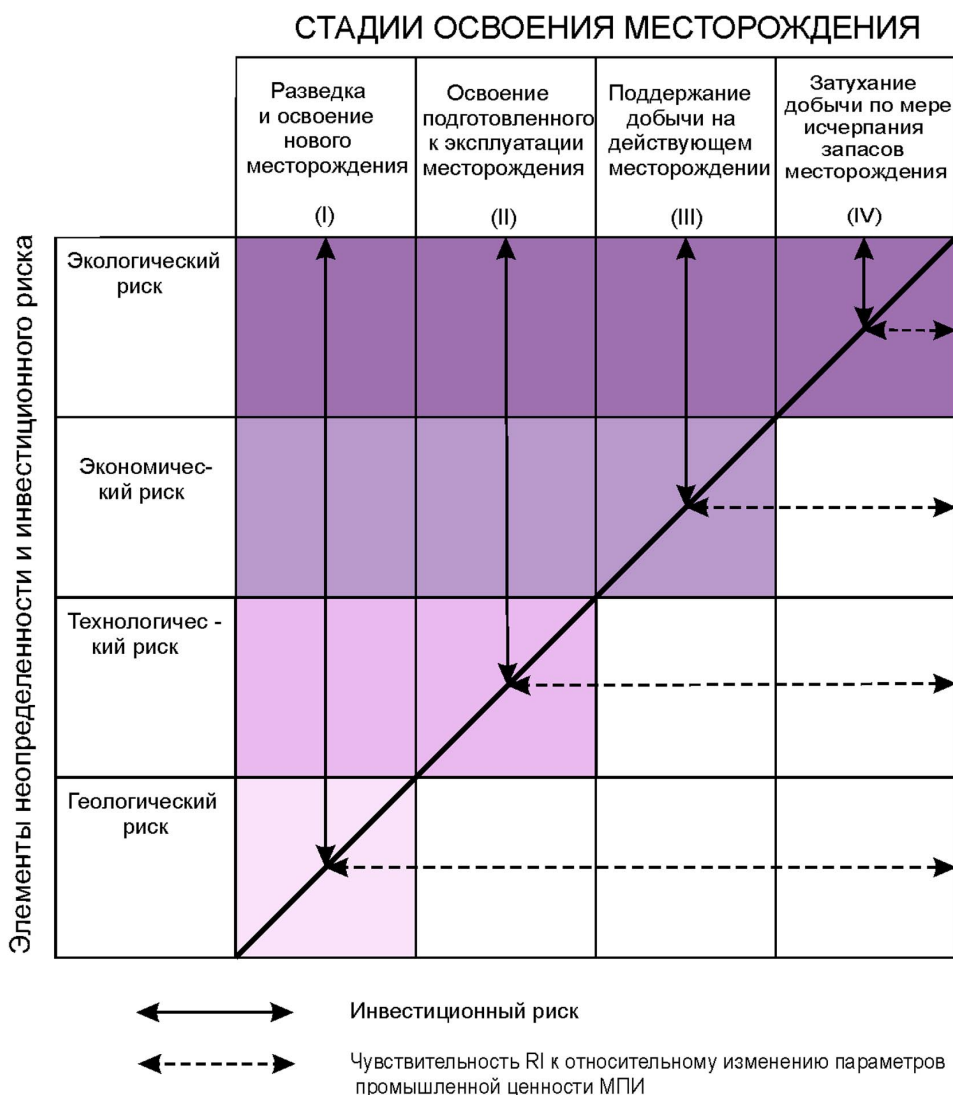 СТАДИИ ОСВОЕНИЯ МЕСТОРОЖДЕНИЯ
Разведка
и освоение
нового
месторождения
(I)
Освоение
подготовленного
к эксплуатации
месторождения
(II)
Поддержание
добычи на
действующем
месторождении
(III)
Затухание
добычи по мере
исчерпания
запасов
месторождения
(IV)
Элементы неопределенности и инвестиционного риска
Экологический
риск
Экономичес-
кий риск
Технологичес -
кий риск
Геологический
риск
Инвестиционный риск
Чувствительность RI к относительному изменению параметров
промышленной ценности МПИ